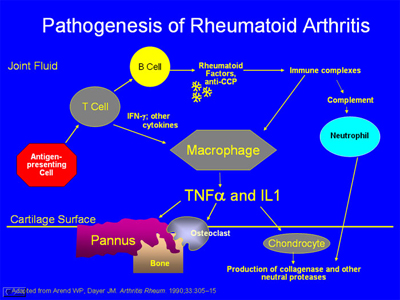 Pathogenesis of Rheumatoid Arthritis
Joint Fluid
B Cell
Rheumatoid
Factors,
anti-CCP
Immune complexes
T Cell
IFN-γ; other
cytokines
Complement
Neutrophil
Antigen-
presenting
Cell
Macrophage
TNFα and IL1
Cartilage Surface
Pannus
Osteoclast
Bone
Chondrocyte
Production of collagenase and other
neutral proteases
Adapted from Arend WP, Dayer JM. Arthritis Rheum. 1990;33:305–15